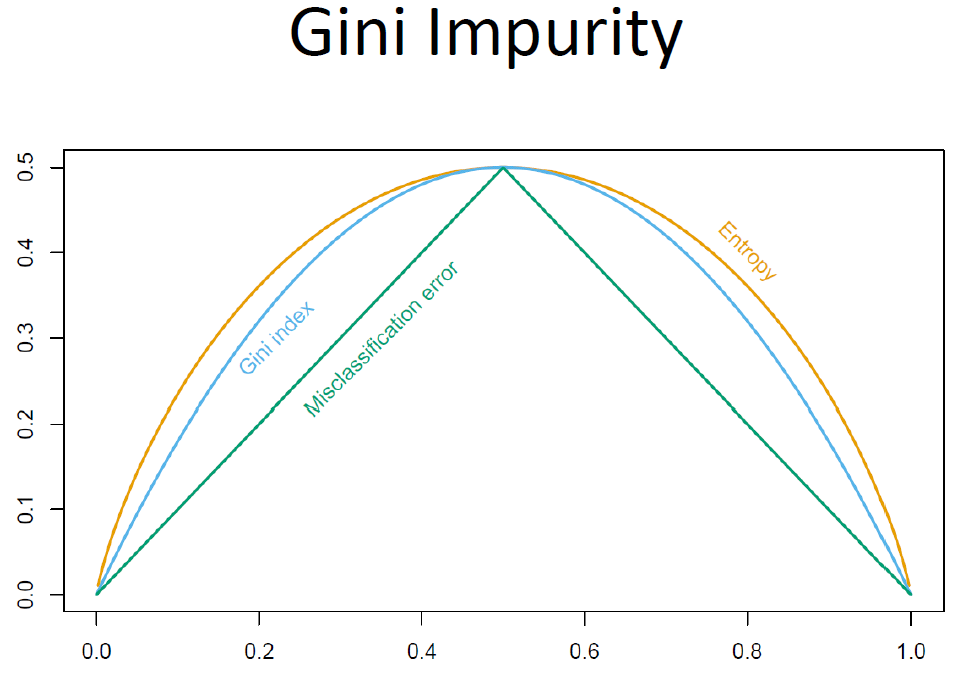 Gini Impurity
0.5
0.4
0.3
0.2
0.1
0.0
Entropy
Gini index
Misclassification error
0.0 0.2 0.4 0.6 0.8 1.0